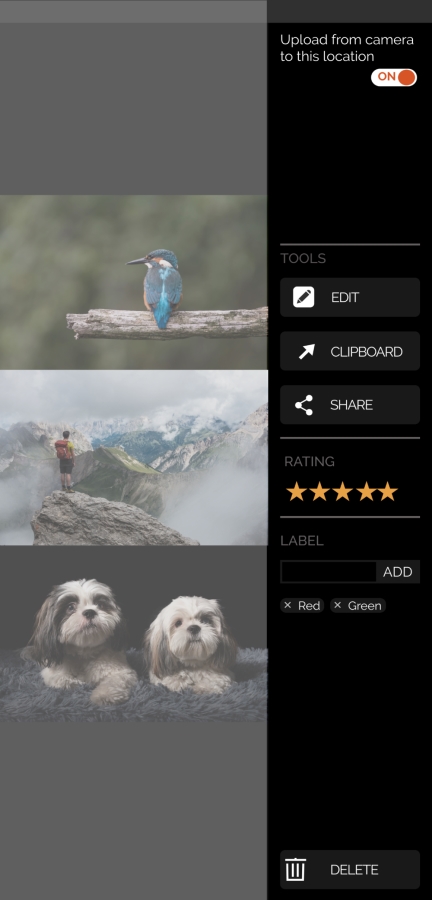 Upload from camera
to this location
ON
TOOLS
EDIT
CLIPBOARD
SHARE
RATING
LABEL
ADD
× Red × Green
DELETE